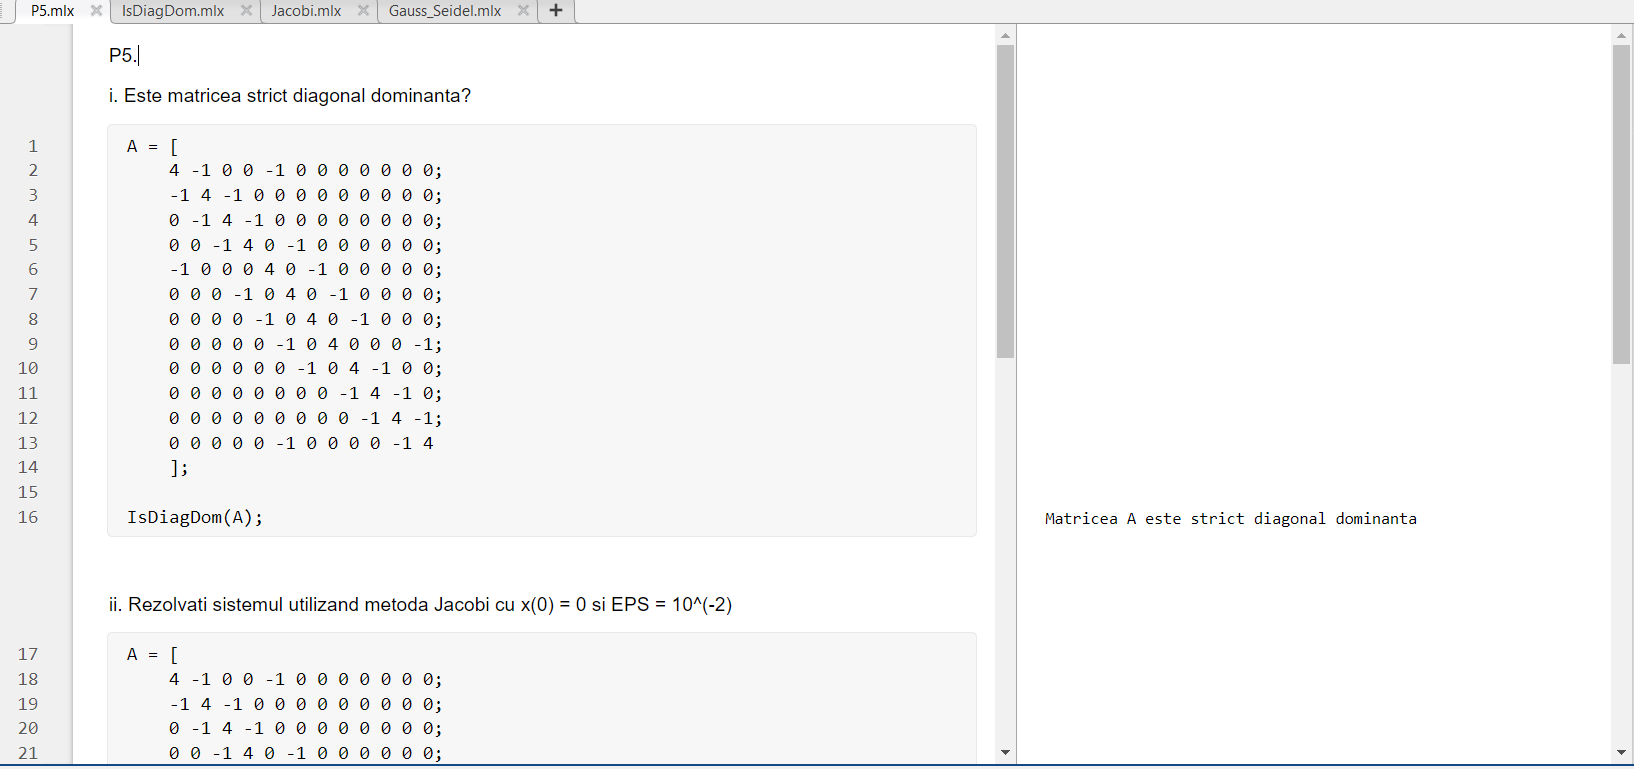 P5.mlx IsDiagDom.mlx Jacobi.mlx Gauss_Seidel.mlx +
P5.
i. Este matricea strict diagonal dominanta?
1 A = [
2 4 -1 0 0 -1 0 0 0 0 0 0 0;
3 -1 4 -1 0 0 0 0 0 0 0 0 0;
4 0 -1 4 -1 0 0 0 0 0 0 0 0;
5 0 0 -1 4 0 -1 0 0 0 0 0 0;
6 -1 0 0 0 4 0 -1 0 0 0 0 0;
7 0 0 0 -1 0 4 0 -1 0 0 0 0;
8 0 0 0 0 -1 0 4 0 -1 0 0 0;
9 0 0 0 0 0 -1 0 4 0 0 0 -1;
10 0 0 0 0 0 0 -1 0 4 -1 0 0;
11 0 0 0 0 0 0 0 0 -1 4 -1 0;
12 0 0 0 0 0 0 0 0 0 -1 4 -1;
13 0 0 0 0 0 -1 0 0 0 0 -1 4
14 ];
15
16 IsDiagDom(A);
Matricea A este strict diagonal dominanta
ii. Rezolvati sistemul utilizand metoda Jacobi cu x(0) = 0 si EPS = 10^(-2)
17 A = [
18 4 -1 0 0 -1 0 0 0 0 0 0 0;
19 -1 4 -1 0 0 0 0 0 0 0 0 0;
20 0 -1 4 -1 0 0 0 0 0 0 0 0;
21 0 0 -1 4 0 -1 0 0 0 0 0 0;